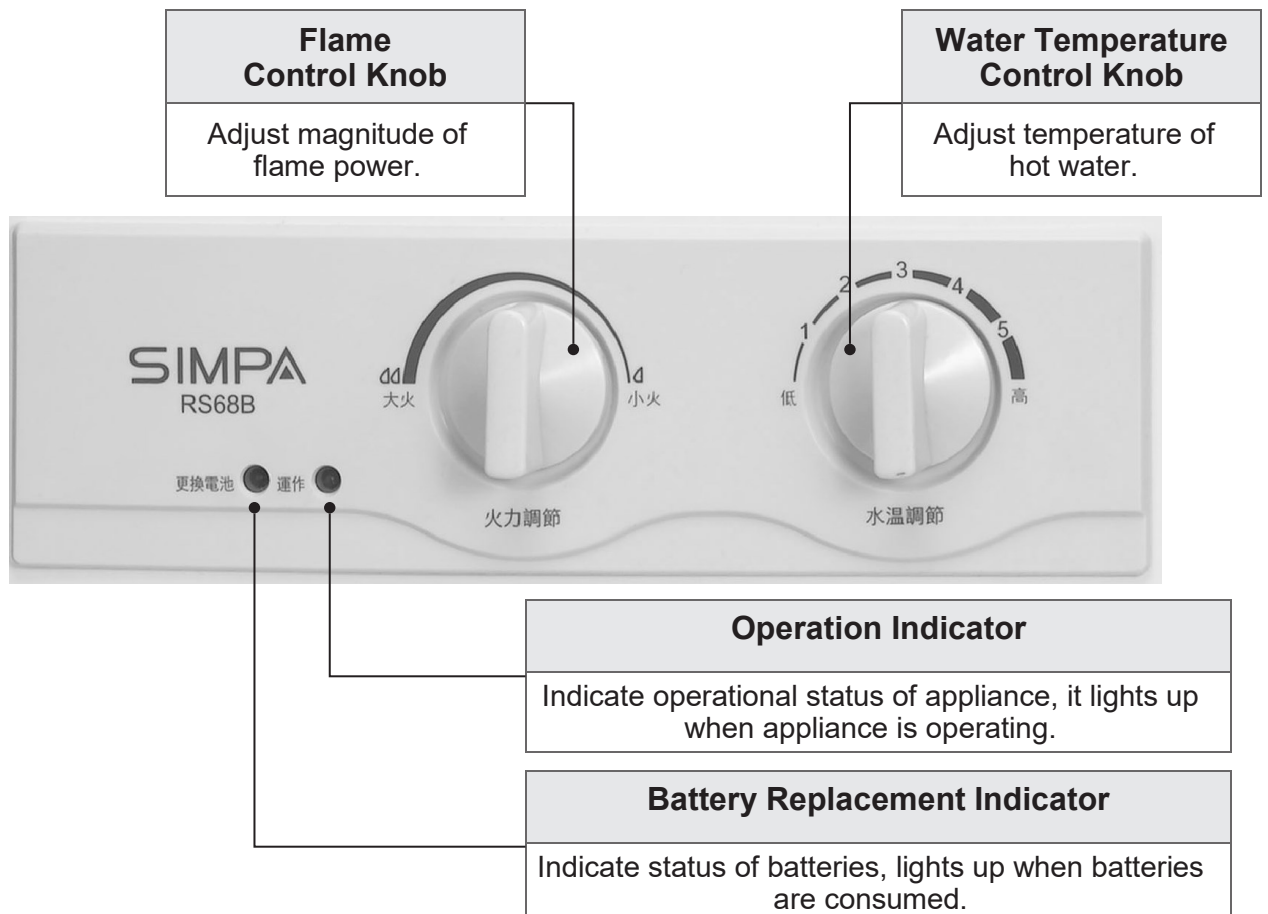 Flame
Control Knob
Adjust magnitude of
flame power.
Water Temperature
Control Knob
Adjust temperature of
hot water.
SIMPA
RS68B
大火
小火
火力調節
1
2
3
4
5
低
高
水温調節
更換電池
運作
Operation Indicator
Indicate operational status of appliance, it lights up
when appliance is operating.
Battery Replacement Indicator
Indicate status of batteries, lights up when batteries
are consumed.